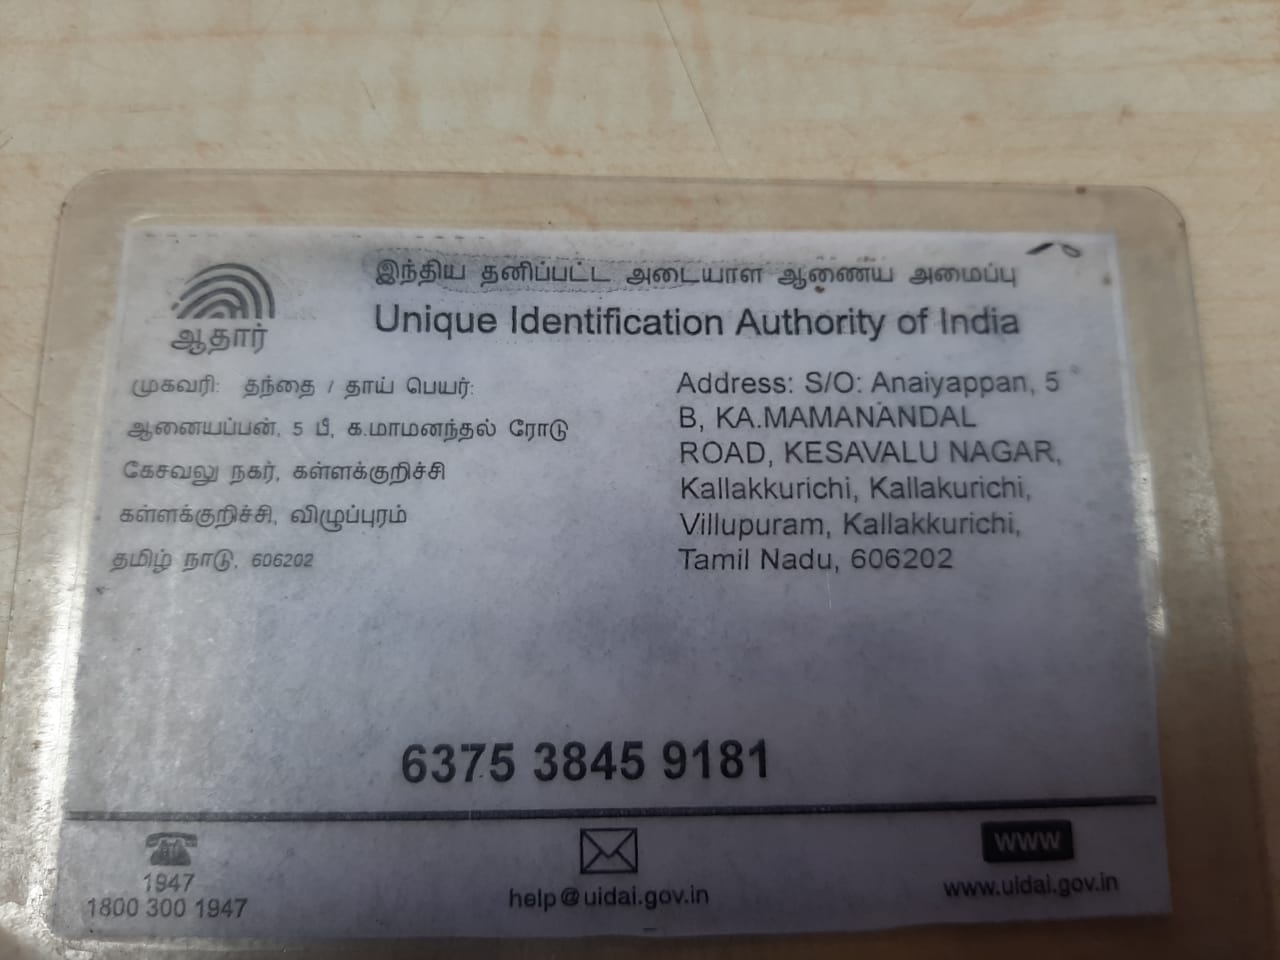 இந்திய தனிப்பட்ட அடையாள ஆணைய அமைப்பு
Unique Identification Authority of India
ஆதார்
முகவரி: தந்தை / தாய் பெயர்:
ஆனையப்பன், 5 பீ, க.மாமனந்தல் ரோடு
கேசவலு நகர், கள்ளக்குறிச்சி
கள்ளக்குறிச்சி, விழுப்புரம்
தமிழ் நாடு, 606202
Address: S/O: Anaiyappan, 5
B, KA.MAMANANDAL
ROAD, KESAVALU NAGAR,
Kallakkurichi, Kallakurichi,
Villupuram, Kallakkurichi,
Tamil Nadu, 606202
6375 3845 9181
1947
1800 300 1947
help@uidai.gov.in
www
www.uidai.gov.in